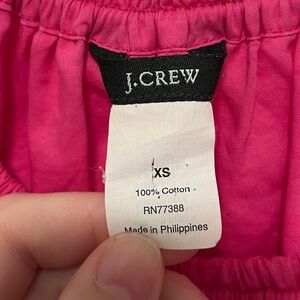 J.CREW
XS
100% Cotton
RN77388
Made in Philippines